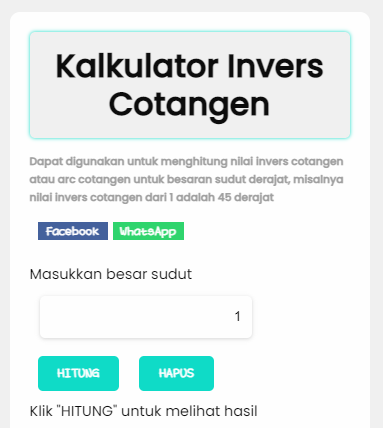 Kalkulator Invers
Cotangen
Dapat digunakan untuk menghitung nilai invers cotangen
atau arc cotangen untuk besaran sudut derajat, misalnya
nilai invers cotangen dari 1 adalah 45 derajat
Facebook WhatsApp
Masukkan besar sudut
1
HITUNG HAPUS
Klik "HITUNG" untuk melihat hasil